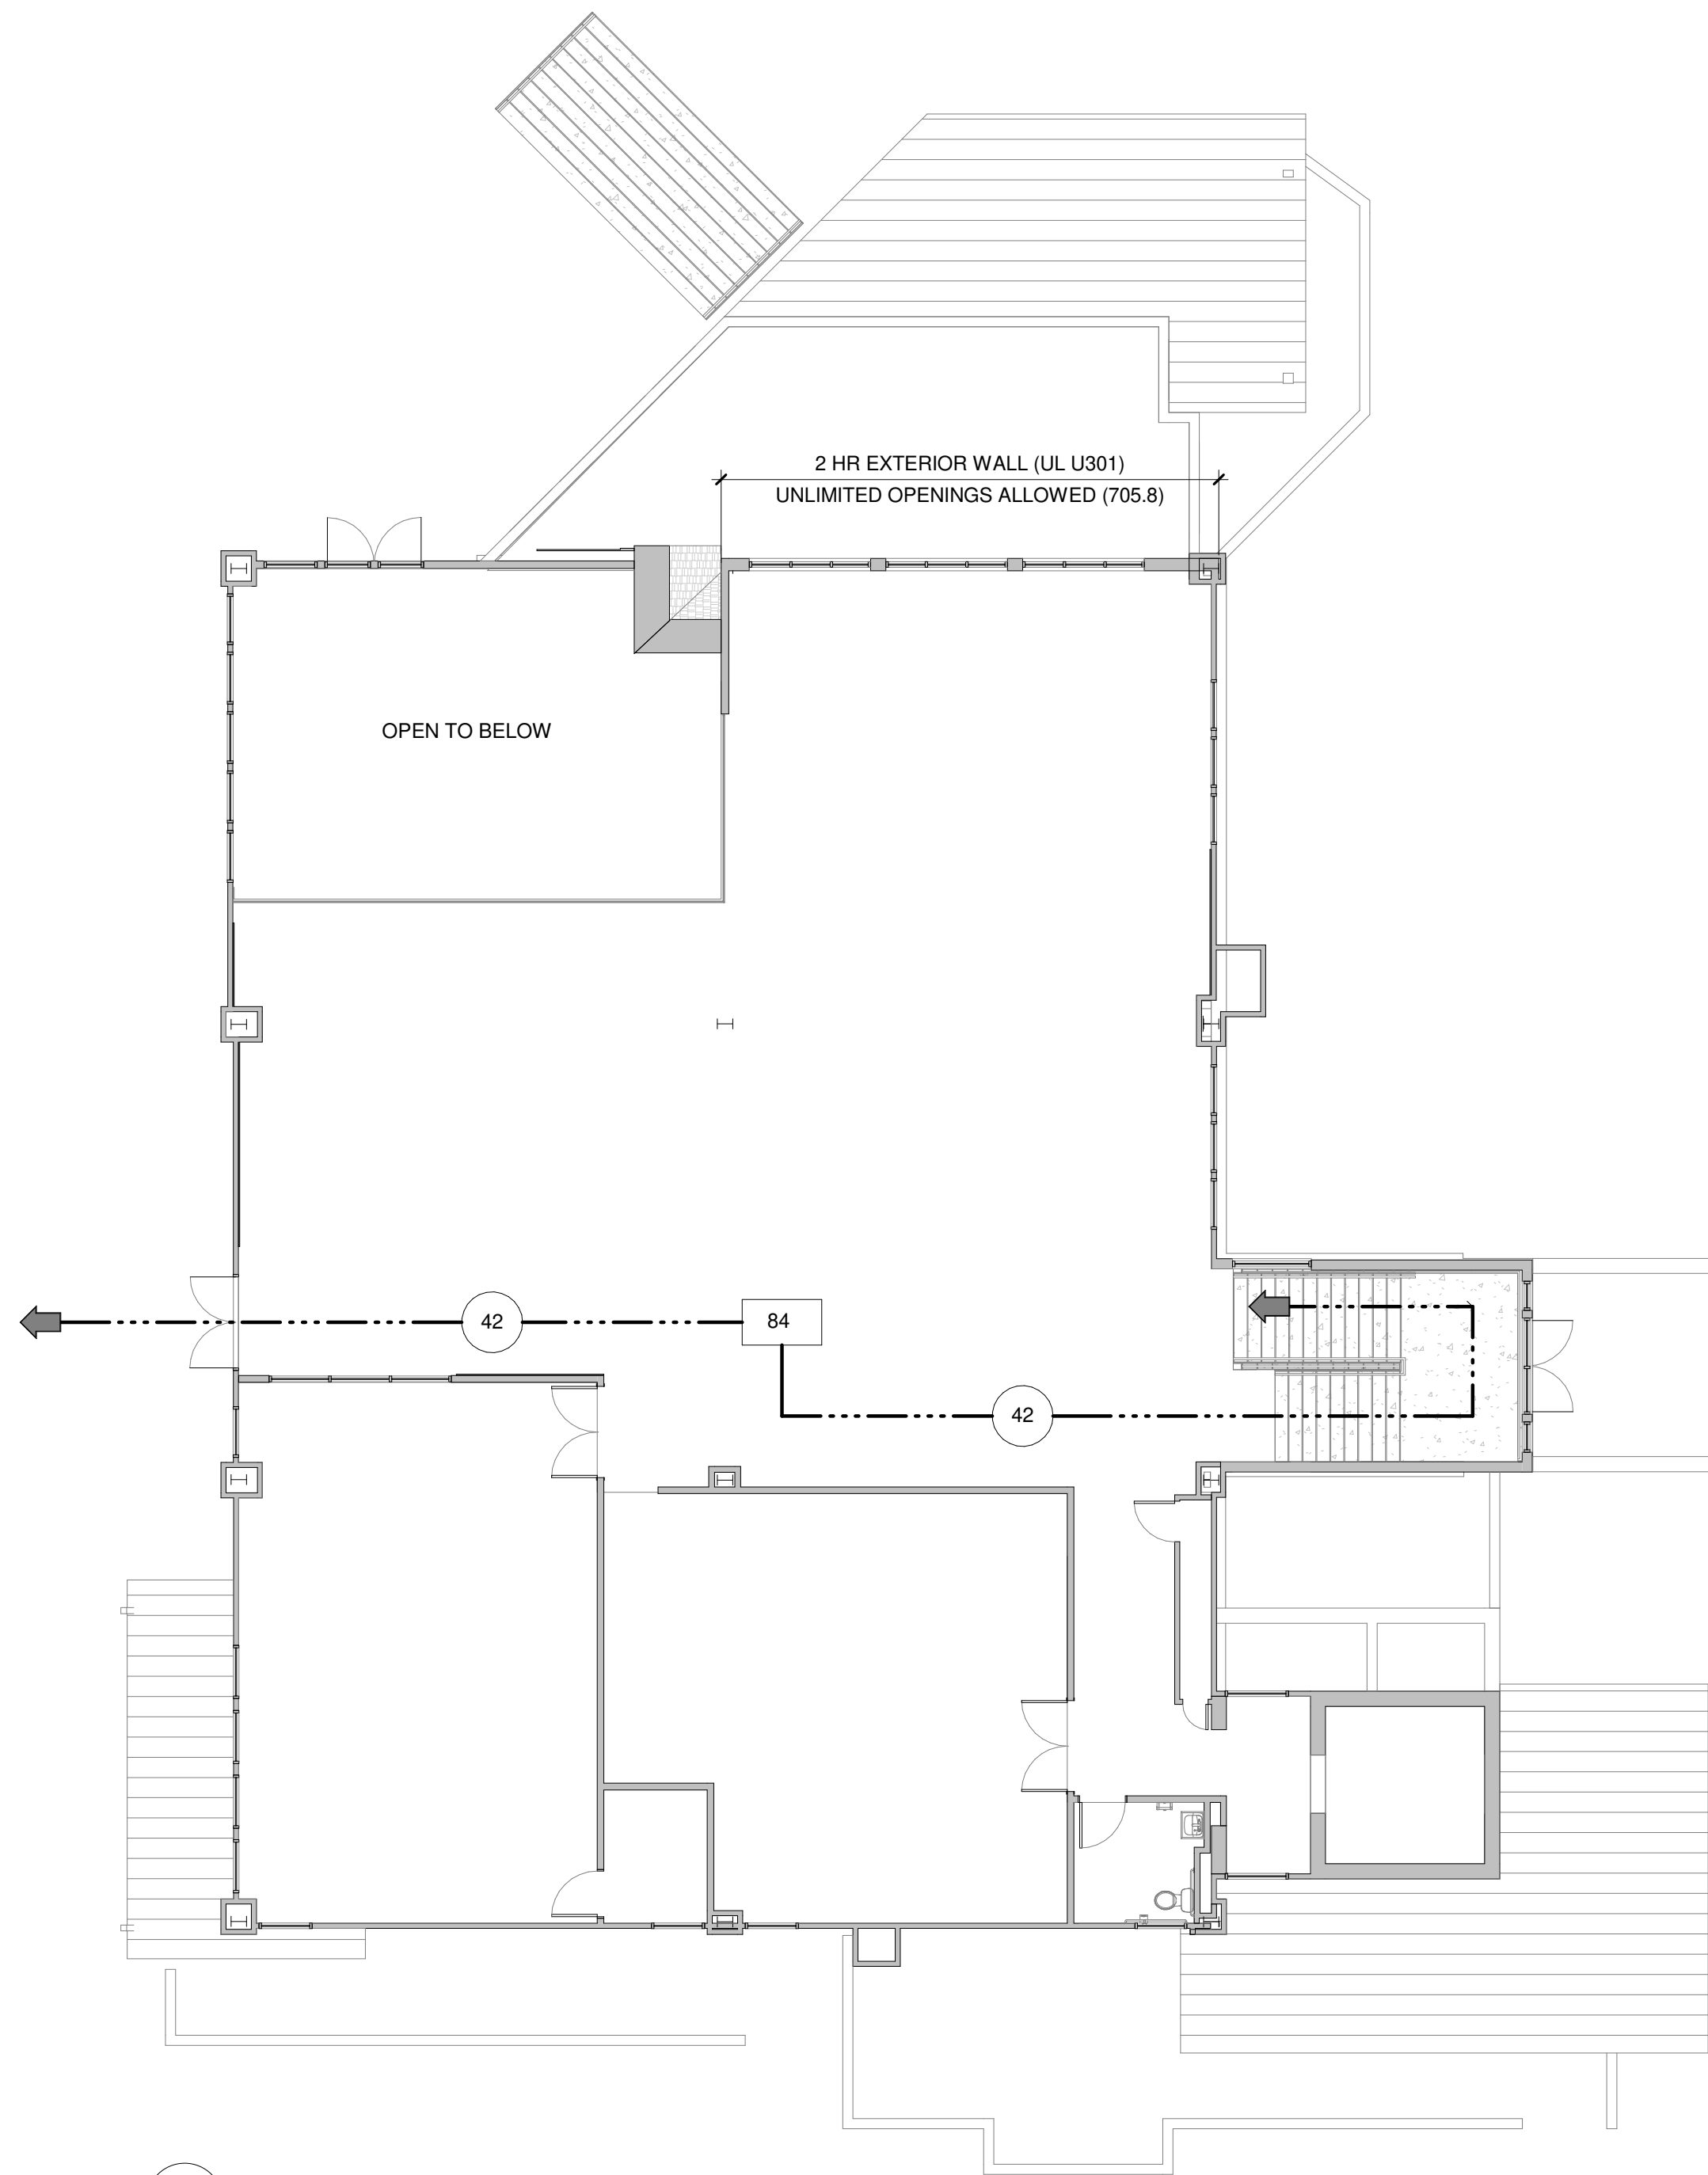 2 HR EXTERIOR WALL (UL U301)
UNLIMITED OPENINGS ALLOWED (705.8)
OPEN TO BELOW
42
84
42